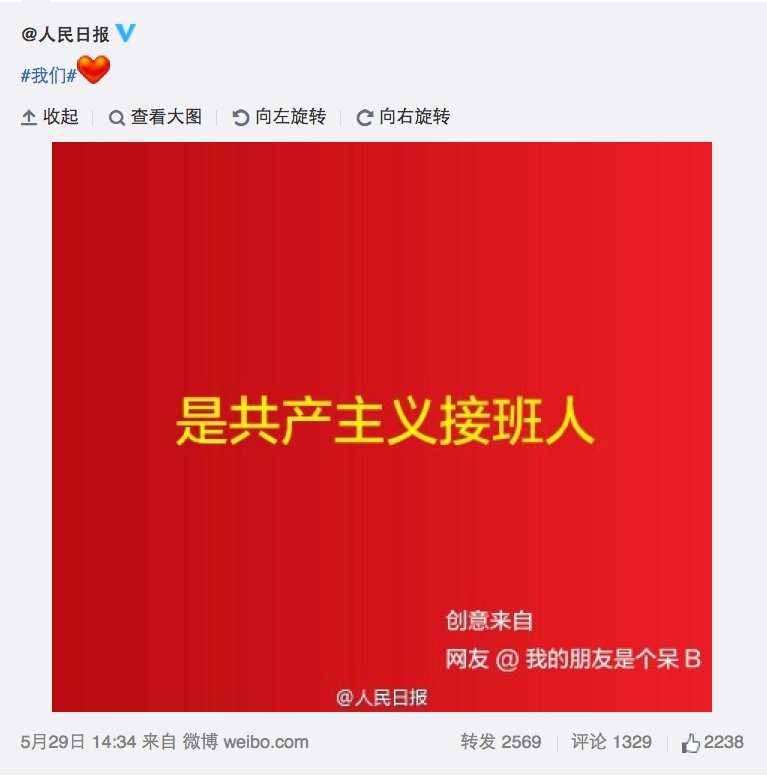 @人民日报
#我们#
收起 查看大图 向左旋转 向右旋转
是共产主义接班人
创意来自
网友 @ 我的朋友是个呆 B
@人民日报
5月29日 14:34 来自 微博 weibo.com 转发 2569 评论 1329 2238